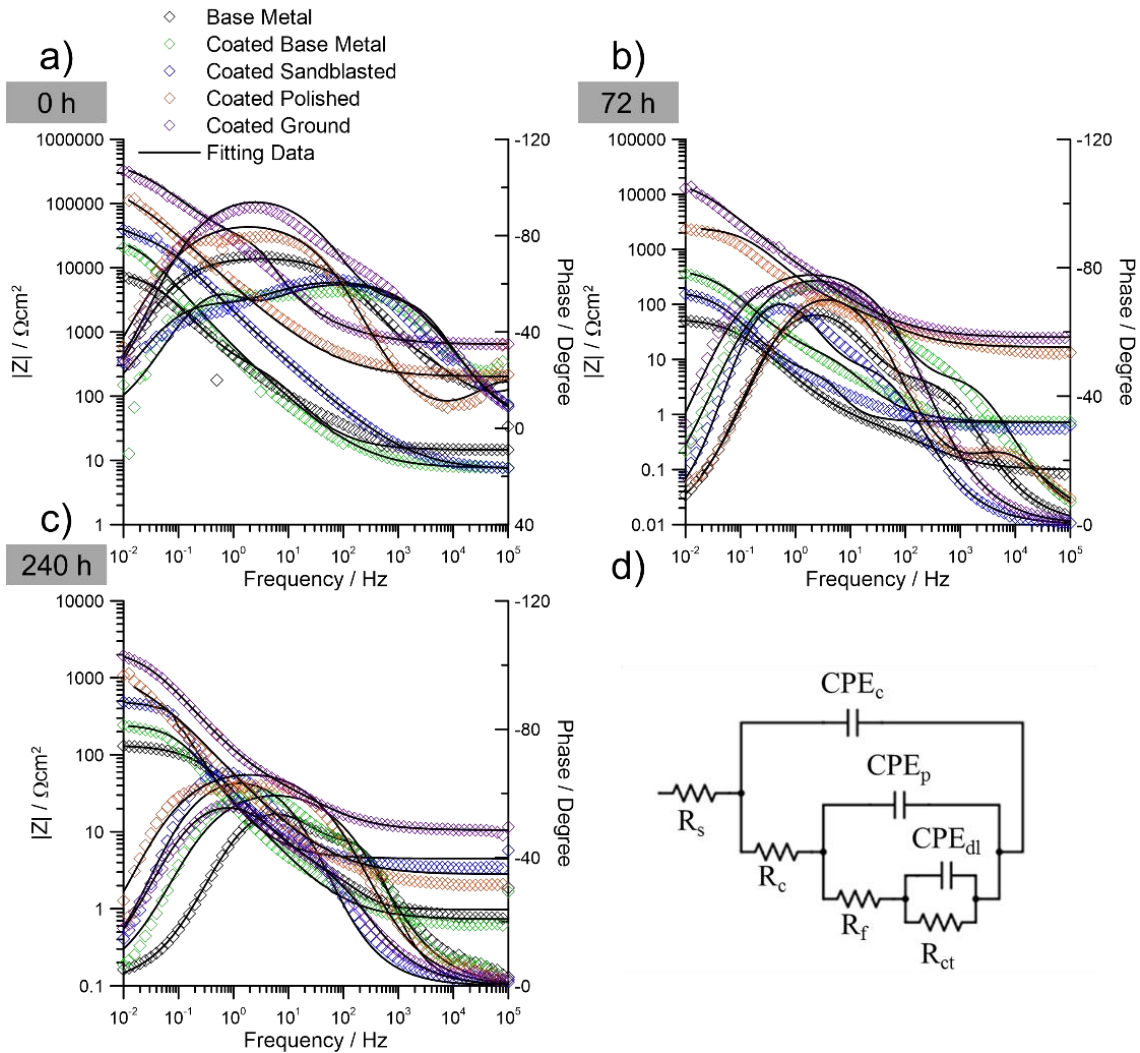 Base Metal
Coated Base Metal
Coated Sandblasted
Coated Polished
Coated Ground
Fitting Data
a)
0 h
1000000
100000
10000
1000
100
10
1
|Z| / Ωcm²
-120
-80
-40
0
40
Phase / Degree
10⁻² 10⁻¹ 10⁰ 10¹ 10² 10³ 10⁴ 10⁵
Frequency / Hz
b)
72 h
100000
10000
1000
100
10
1
0.1
0.01
|Z| / Ωcm²
-120
-80
-40
-0
Phase / Degree
10⁻² 10⁻¹ 10⁰ 10¹ 10² 10³ 10⁴ 10⁵
Frequency / Hz
c)
240 h
10000
1000
100
10
1
0.1
|Z| / Ωcm²
-120
-80
-40
-0
Phase / Degree
10⁻² 10⁻¹ 10⁰ 10¹ 10² 10³ 10⁴ 10⁵
Frequency / Hz
d)
CPEc
CPEp
CPEdl
Rs
Rc
Rf
Rct